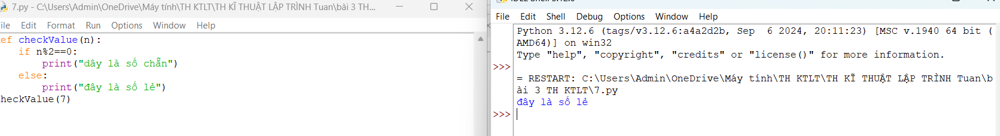 7.py - C:\Users\Admin\OneDrive\Máy tính\TH KTLT\TH KĨ THUẬT LẬP TRÌNH Tuan\bài 3 TH...
ile Edit Format Run Options Window Help
ef checkValue(n):
if n%2==0:
print("dây là số chẵn")
else:
print("đây là số lẻ")
heckValue(7)
File Edit Shell Debug Options Window Help
Python 3.12.6 (tags/v3.12.6:a4a2d2b, Sep  6 2024, 20:11:23) [MSC v.1940 64 bit (
AMD64)] on win32
Type "help", "copyright", "credits" or "license()" for more information.
>>>
= RESTART: C:\Users\Admin\OneDrive\Máy tính\TH KTLT\TH KĨ THUẬT LẬP TRÌNH Tuan\b
ài 3 TH KTLT\7.py
đây là số lẻ
>>>